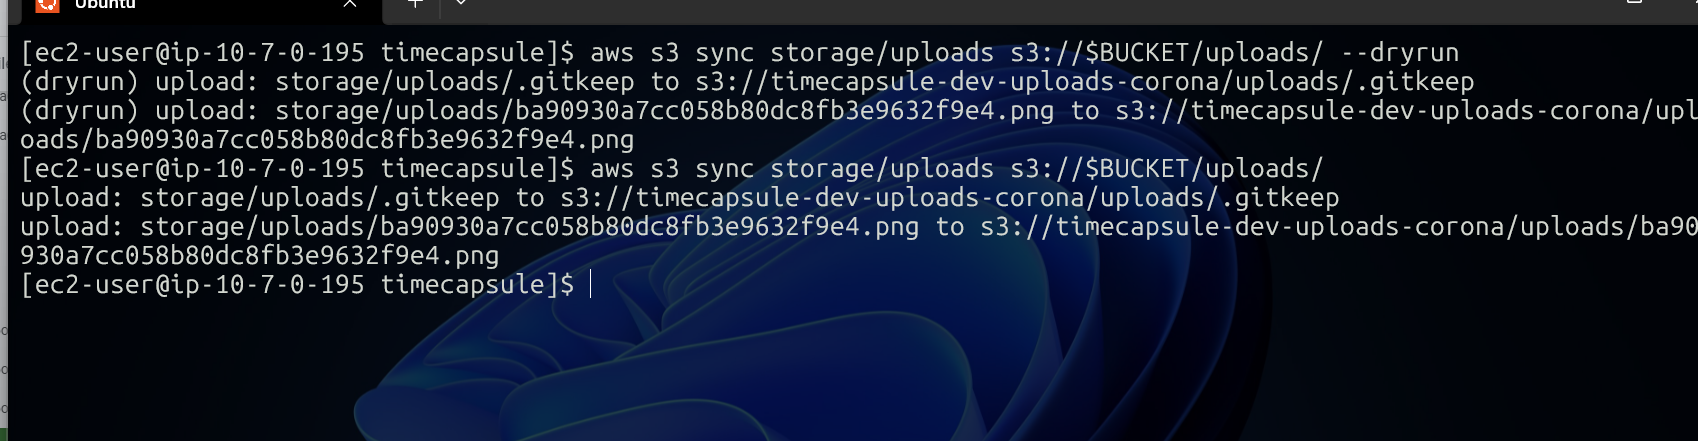 Ubuntu
[ec2-user@ip-10-7-0-195 timecapsule]$ aws s3 sync storage/uploads s3://$BUCKET/uploads/ --dryrun
(dryrun) upload: storage/uploads/.gitkeep to s3://timecapsule-dev-uploads-corona/uploads/.gitkeep
(dryrun) upload: storage/uploads/ba90930a7cc058b80dc8fb3e9632f9e4.png to s3://timecapsule-dev-uploads-corona/upl
oads/ba90930a7cc058b80dc8fb3e9632f9e4.png
[ec2-user@ip-10-7-0-195 timecapsule]$ aws s3 sync storage/uploads s3://$BUCKET/uploads/
upload: storage/uploads/.gitkeep to s3://timecapsule-dev-uploads-corona/uploads/.gitkeep
upload: storage/uploads/ba90930a7cc058b80dc8fb3e9632f9e4.png to s3://timecapsule-dev-uploads-corona/uploads/ba90
930a7cc058b80dc8fb3e9632f9e4.png
[ec2-user@ip-10-7-0-195 timecapsule]$